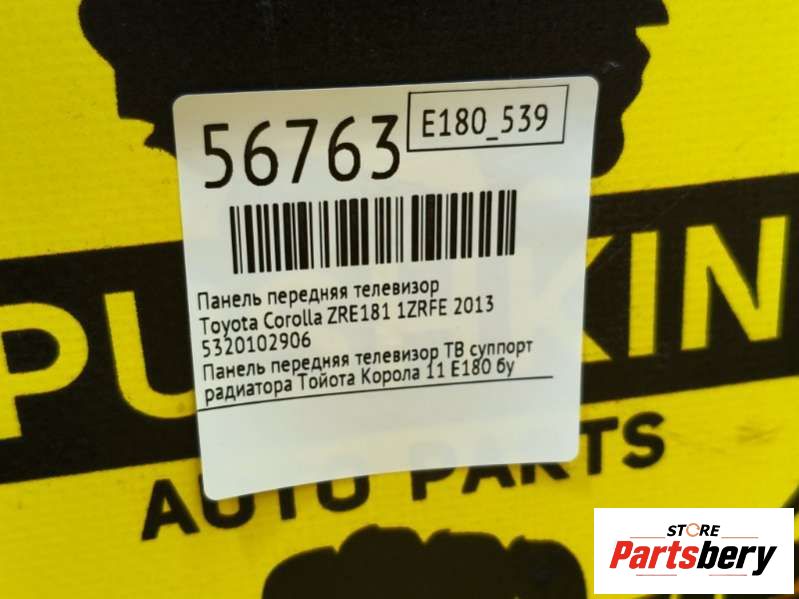 56763
E180_539
Панель передняя телевизор
Toyota Corolla ZRE181 1ZRFE 2013
5320102906
Панель передняя телевизор ТВ суппорт
радиатора Тойота Корола 11 Е180 бу
AUTO PARTS
STORE
Partsbery